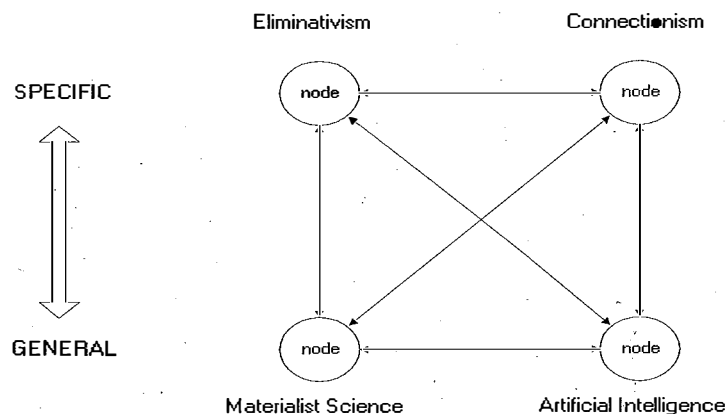 Eliminativism Connectionism
SPECIFIC node node
GENERAL node node
Materialist Science Artificial Intelligence